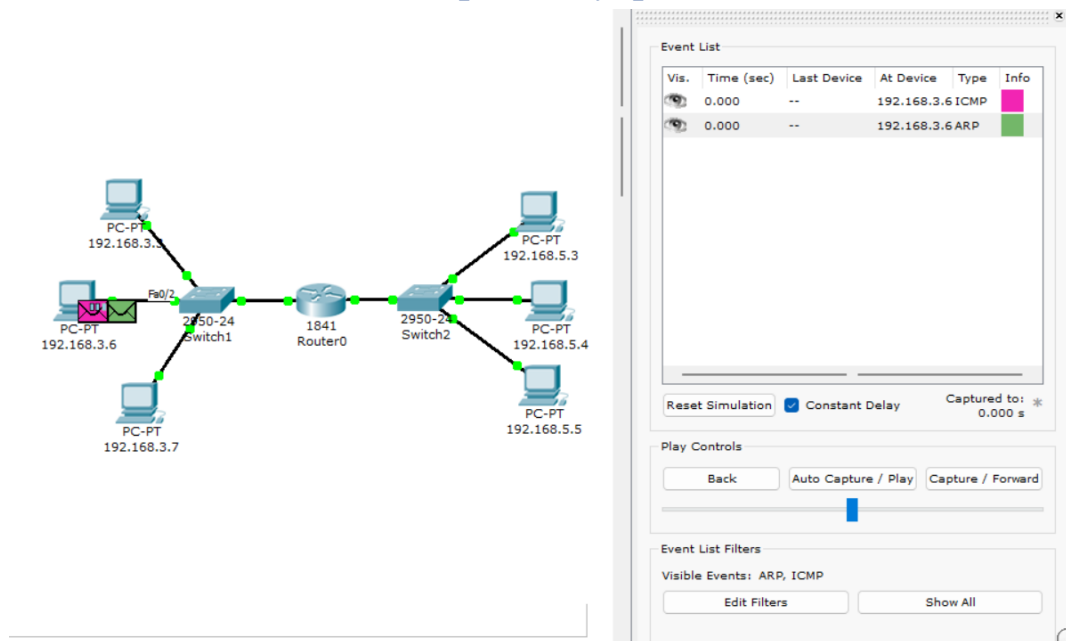 PC-PT
192.168.3.5
Fa0/2
PC-PT
192.168.3.6
2950-24
Switch1
PC-PT
192.168.3.7
1841
Router0
2950-24
Switch2
PC-PT
192.168.5.3
PC-PT
192.168.5.4
PC-PT
192.168.5.5
Event List
Vis. Time (sec) Last Device At Device Type Info
0.000 -- 192.168.3.6 ICMP
0.000 -- 192.168.3.6 ARP
Reset Simulation Constant Delay Captured to: *
0.000 s
Play Controls
Back Auto Capture / Play Capture / Forward
Event List Filters
Visible Events: ARP, ICMP
Edit Filters Show All